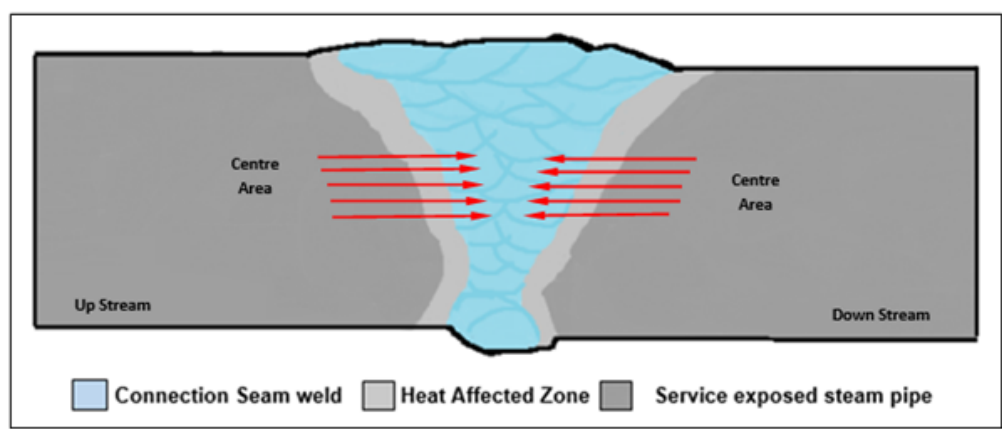 Centre
Area
Centre
Area
Up Stream
Down Stream
Connection Seam weld
Heat Affected Zone
Service exposed steam pipe